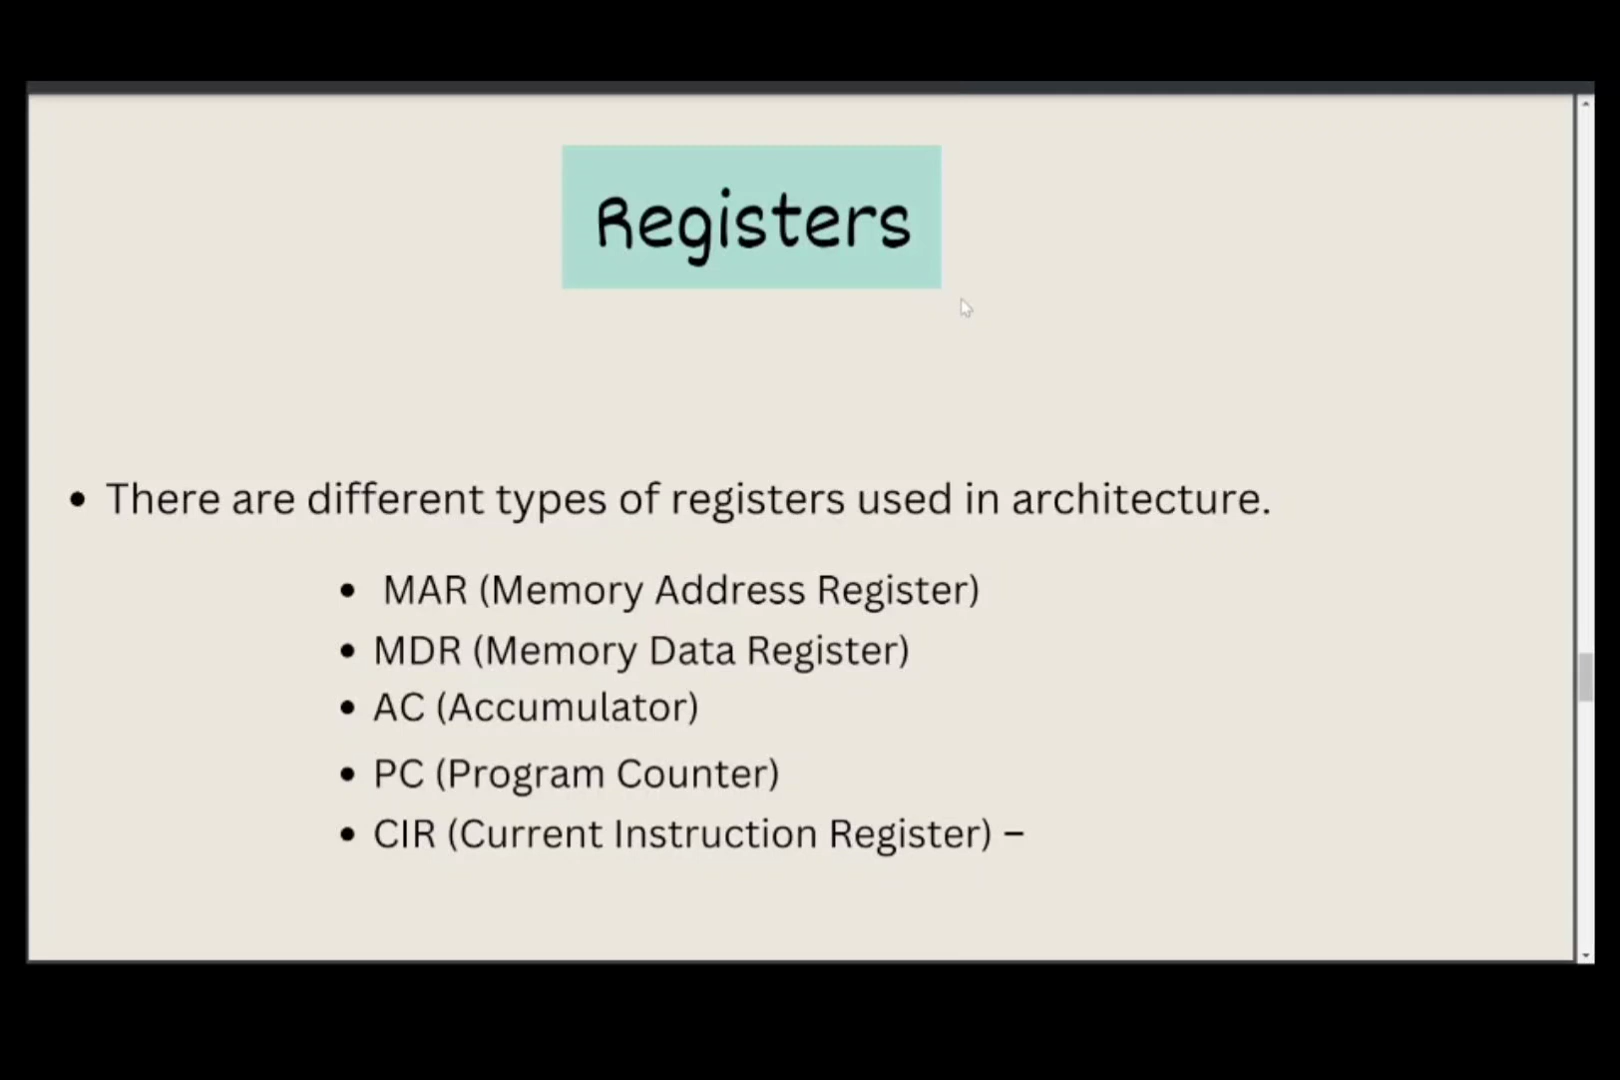 Registers
• There are different types of registers used in architecture.
• MAR (Memory Address Register)
• MDR (Memory Data Register)
• AC (Accumulator)
• PC (Program Counter)
• CIR (Current Instruction Register) –